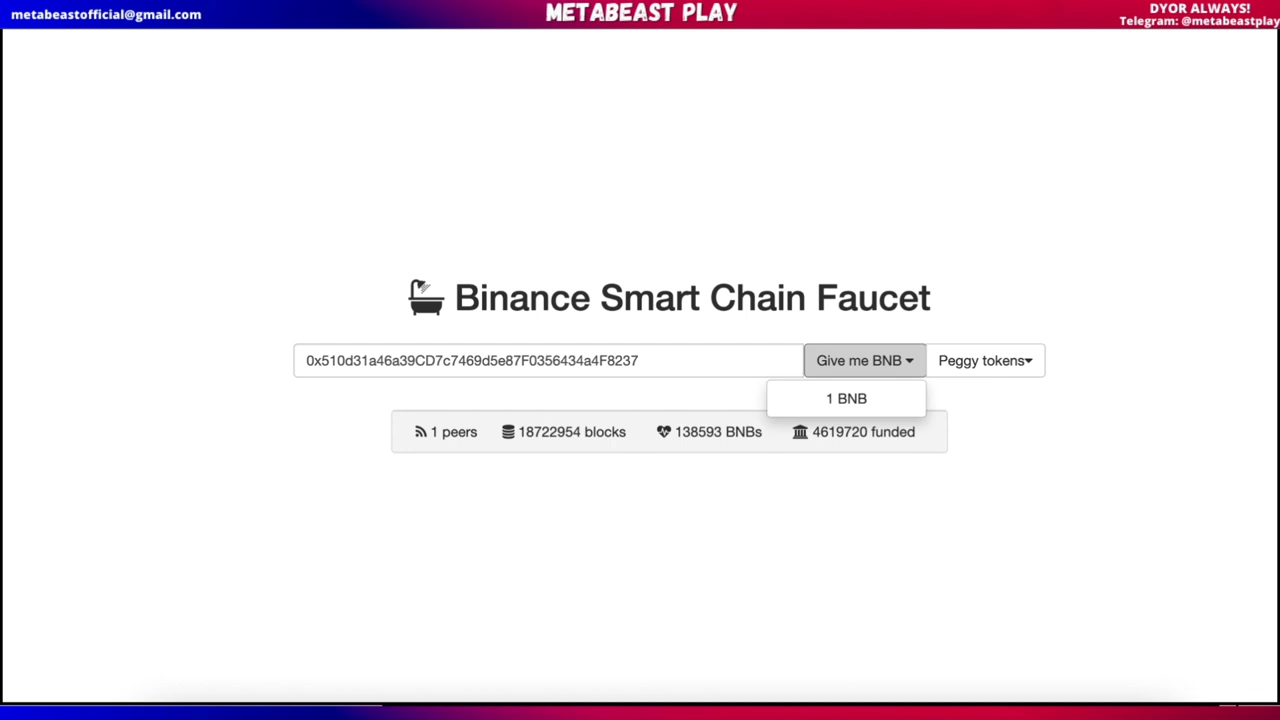 metabeastofficial@gmail.com
METABEAST PLAY
DYOR ALWAYS!
Telegram: @metabeastplay
Binance Smart Chain Faucet
0x510d31a46a39CD7c7469d5e87F0356434a4F8237
Give me BNB
Peggy tokens
1 BNB
1 peers
18722954 blocks
138593 BNBs
4619720 funded